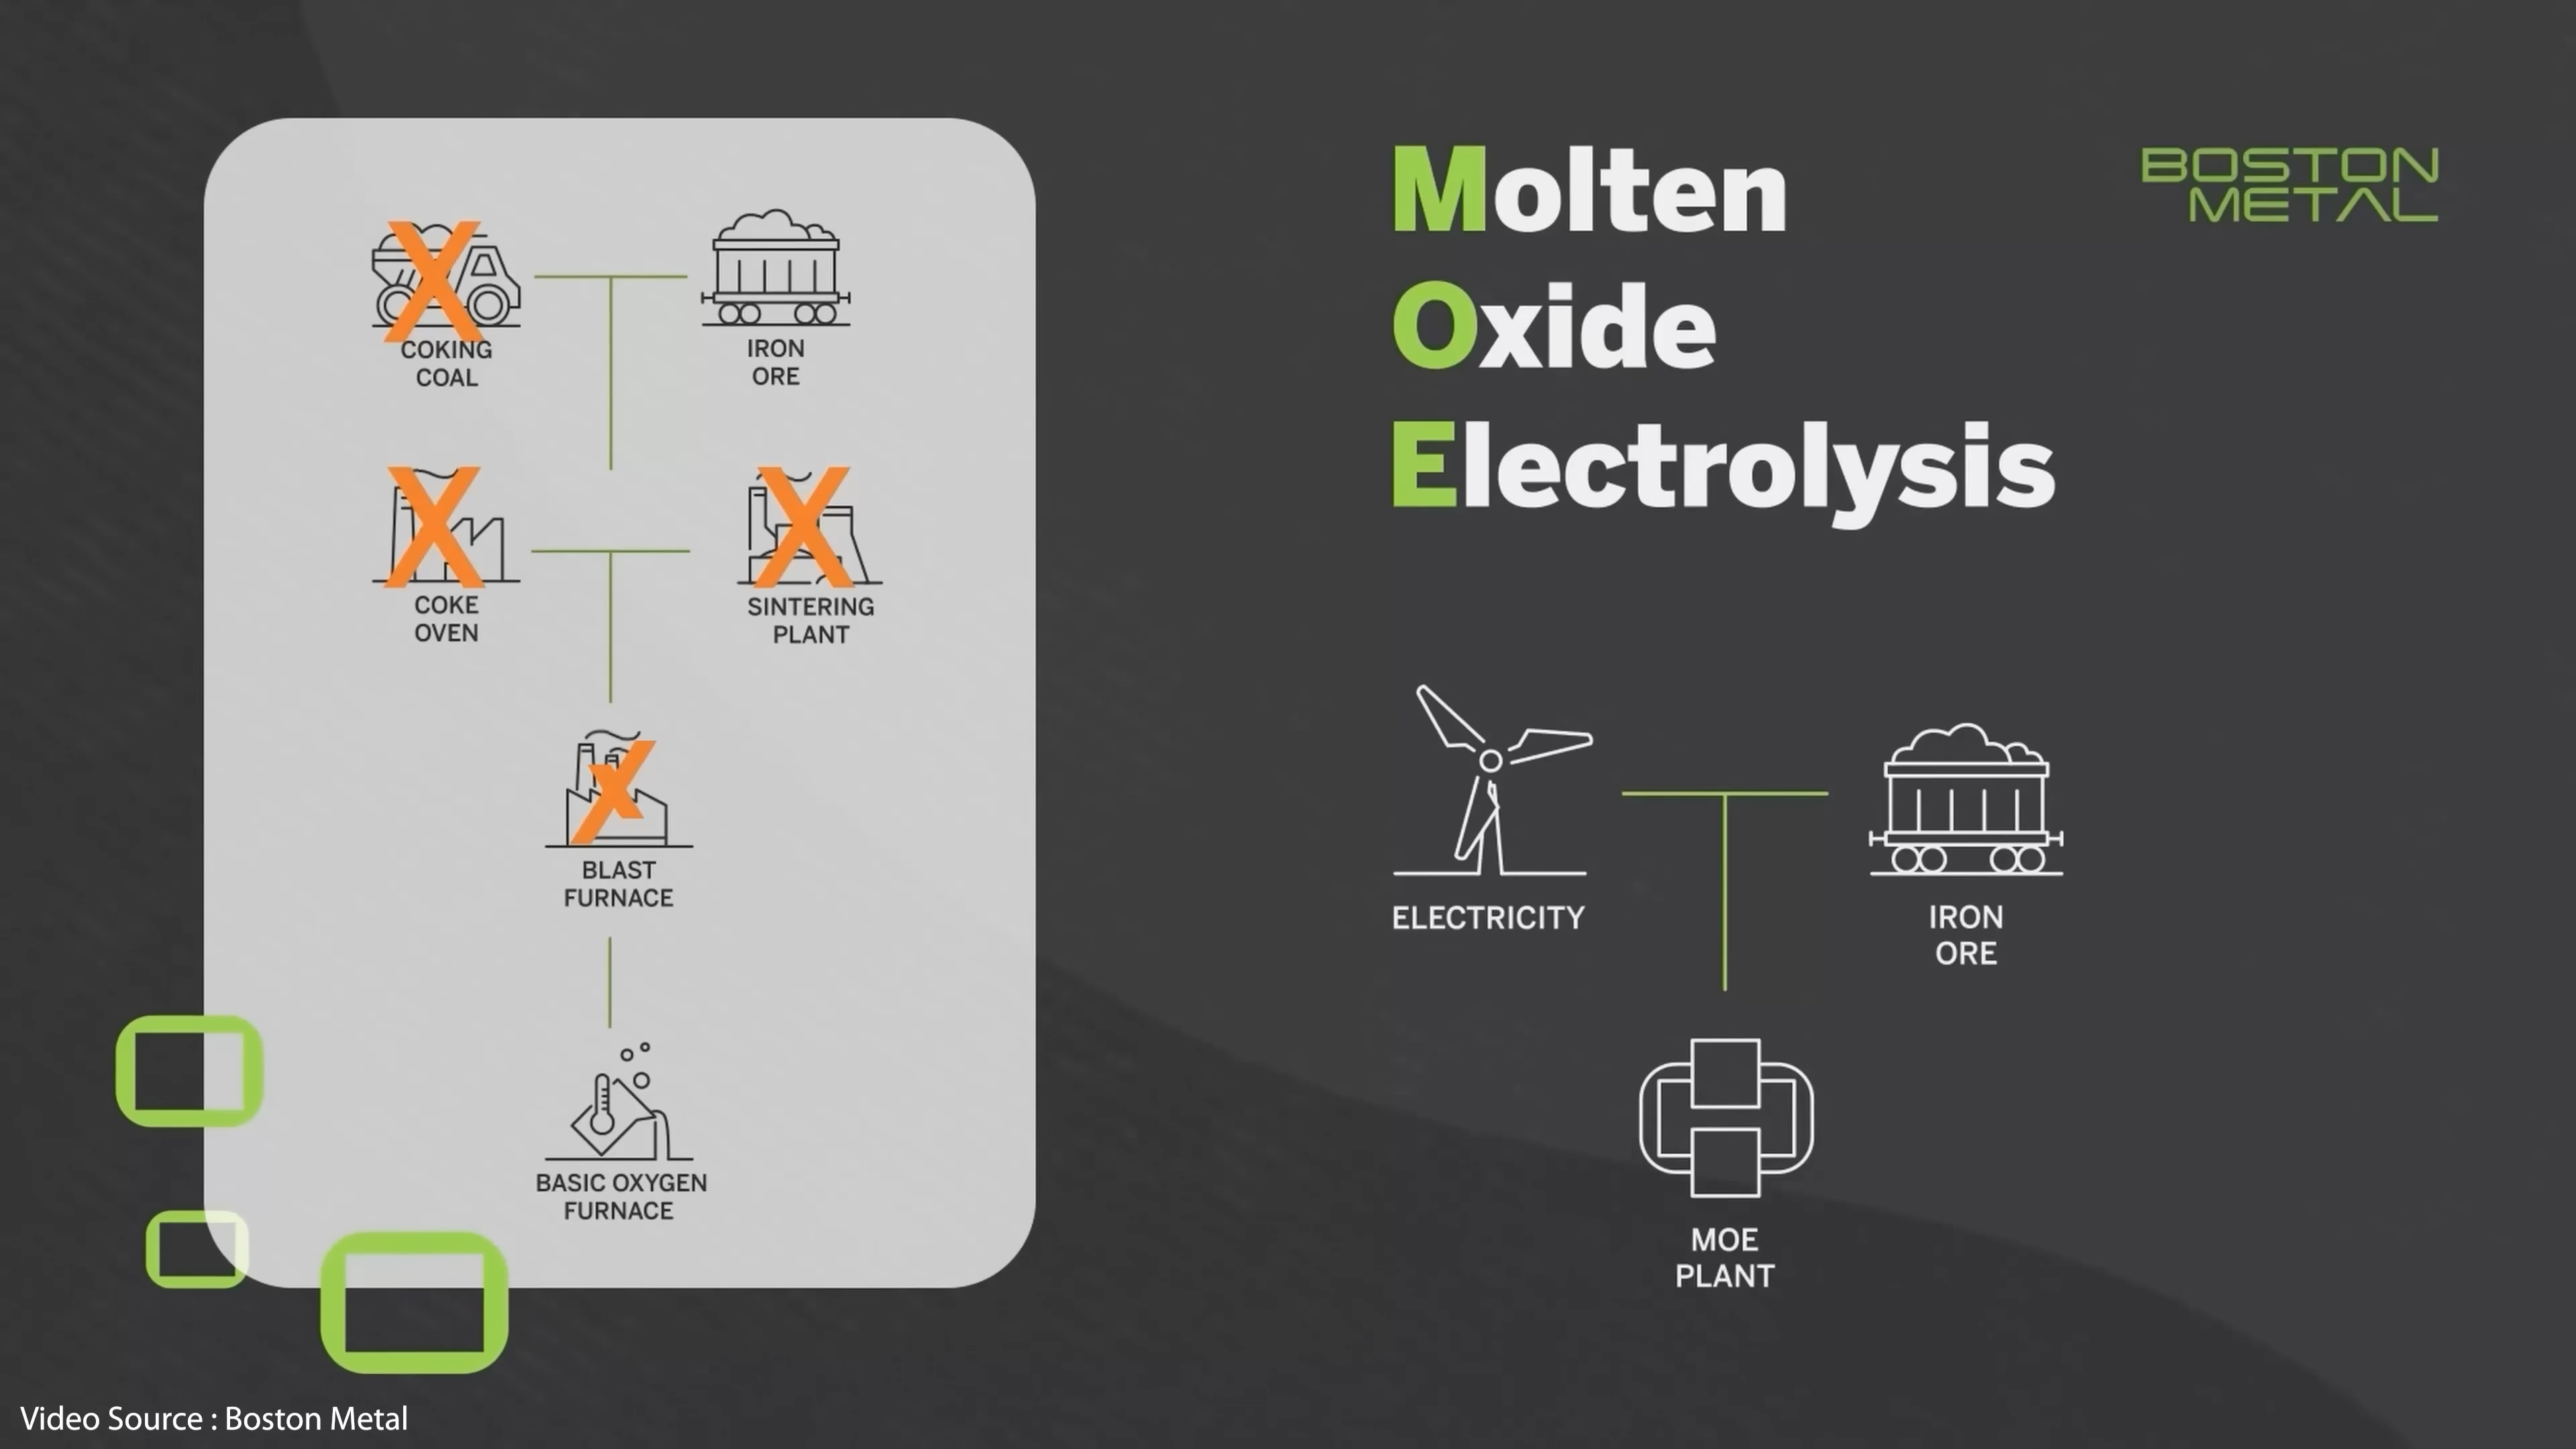 COKING
COAL
IRON
ORE
COKE
OVEN
SINTERING
PLANT
BLAST
FURNACE
BASIC OXYGEN
FURNACE
Molten
Oxide
Electrolysis
BOSTON
METAL
ELECTRICITY
IRON
ORE
MOE
PLANT
Video Source : Boston Metal